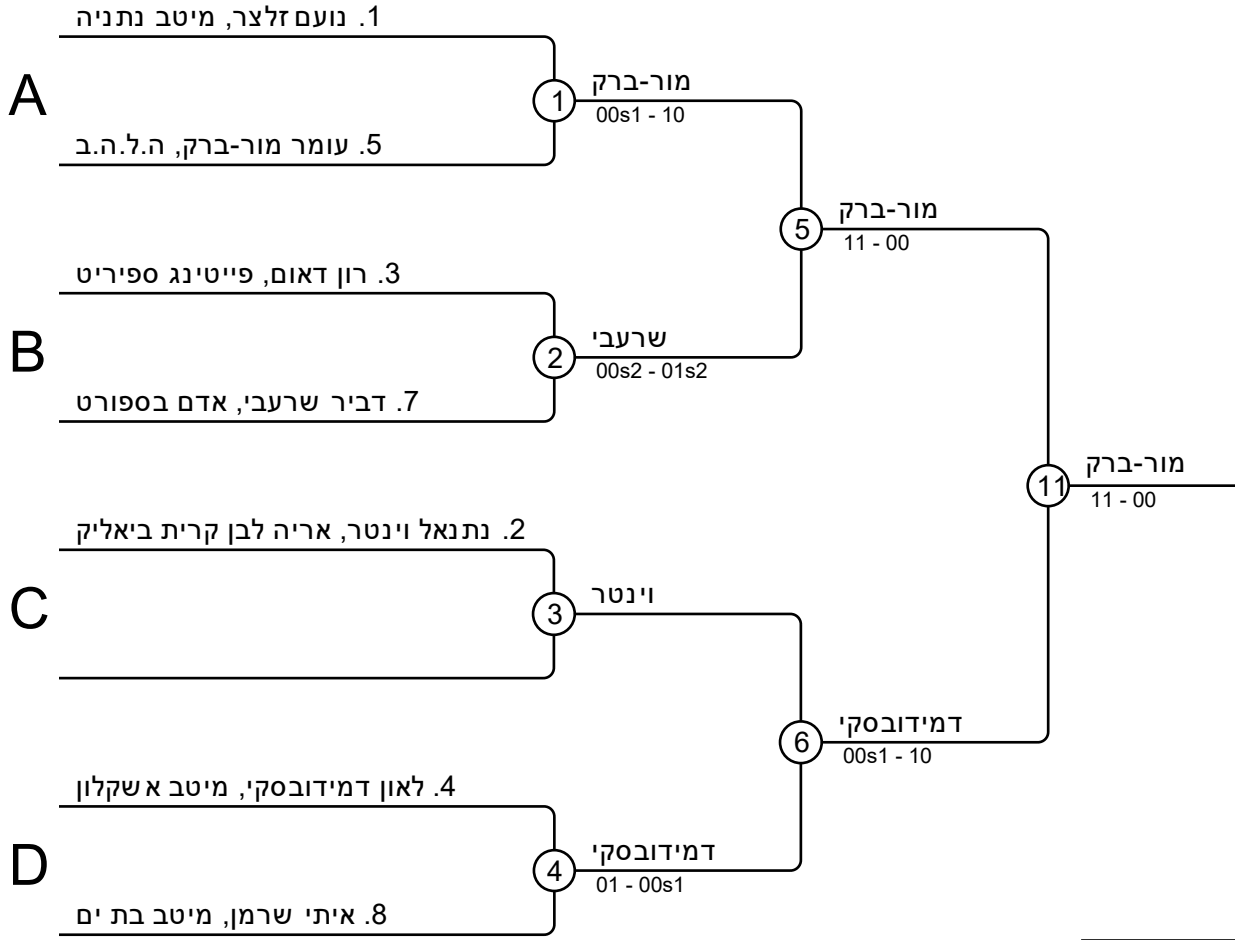 1. נועם זלצר, מיטב נתניה
A
1
מור-ברק
00s1 - 10
5. עומר מור-ברק, ה.ל.ה.ב
5
מור-ברק
11 - 00
3. רון דאום, פייטינג ספיריט
B
2
שרעבי
00s2 - 01s2
7. דביר שרעבי, אדם בספורט
11
מור-ברק
11 - 00
2. נתנאל וינטר, אריה לבן קרית ביאליק
C
3
וינטר
6
דמידובסקי
00s1 - 10
4. לאון דמידובסקי, מיטב אשקלון
D
4
דמידובסקי
01 - 00s1
8. איתי שרמן, מיטב בת ים